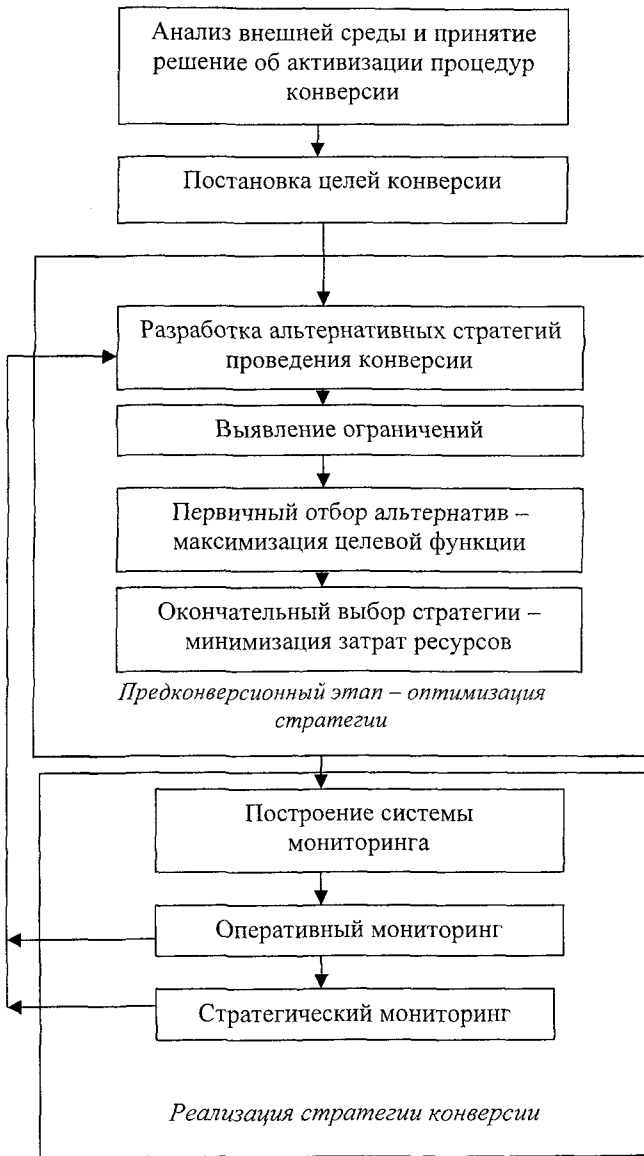 Анализ внешней среды и принятие
решение об активизации процедур
конверсии
Постановка целей конверсии
Разработка альтернативных стратегий
проведения конверсии
Выявление ограничений
Первичный отбор альтернатив –
максимизация целевой функции
Окончательный выбор стратегии –
минимизация затрат ресурсов
Предконверсионный этап – оптимизация
стратегии
Построение системы
мониторинга
Оперативный мониторинг
Стратегический мониторинг
Реализация стратегии конверсии